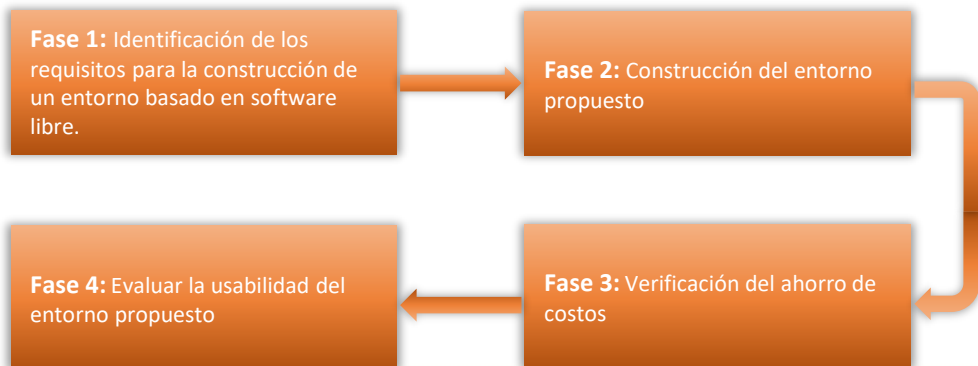 Fase 1: Identificación de los
requisitos para la construcción de
un entorno basado en software
libre.
Fase 2: Construcción del entorno
propuesto
Fase 3: Verificación del ahorro de
costos
Fase 4: Evaluar la usabilidad del
entorno propuesto